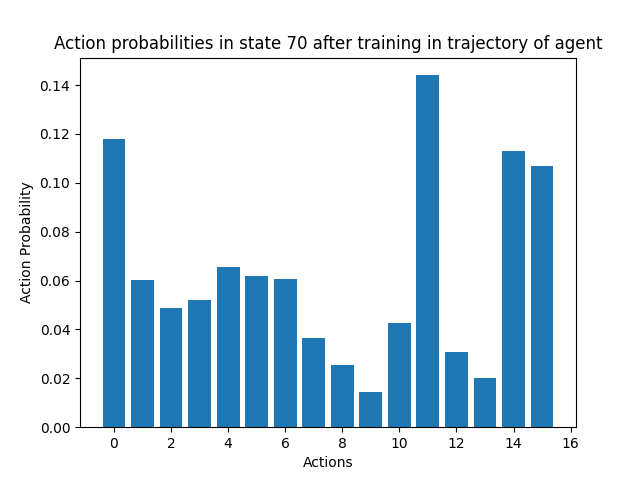 Action probabilities in state 70 after training in trajectory of agent
0.14
0.12
0.10
0.08
0.06
0.04
0.02
0.00
Action Probability
0 2 4 6 8 10 12 14 16
Actions